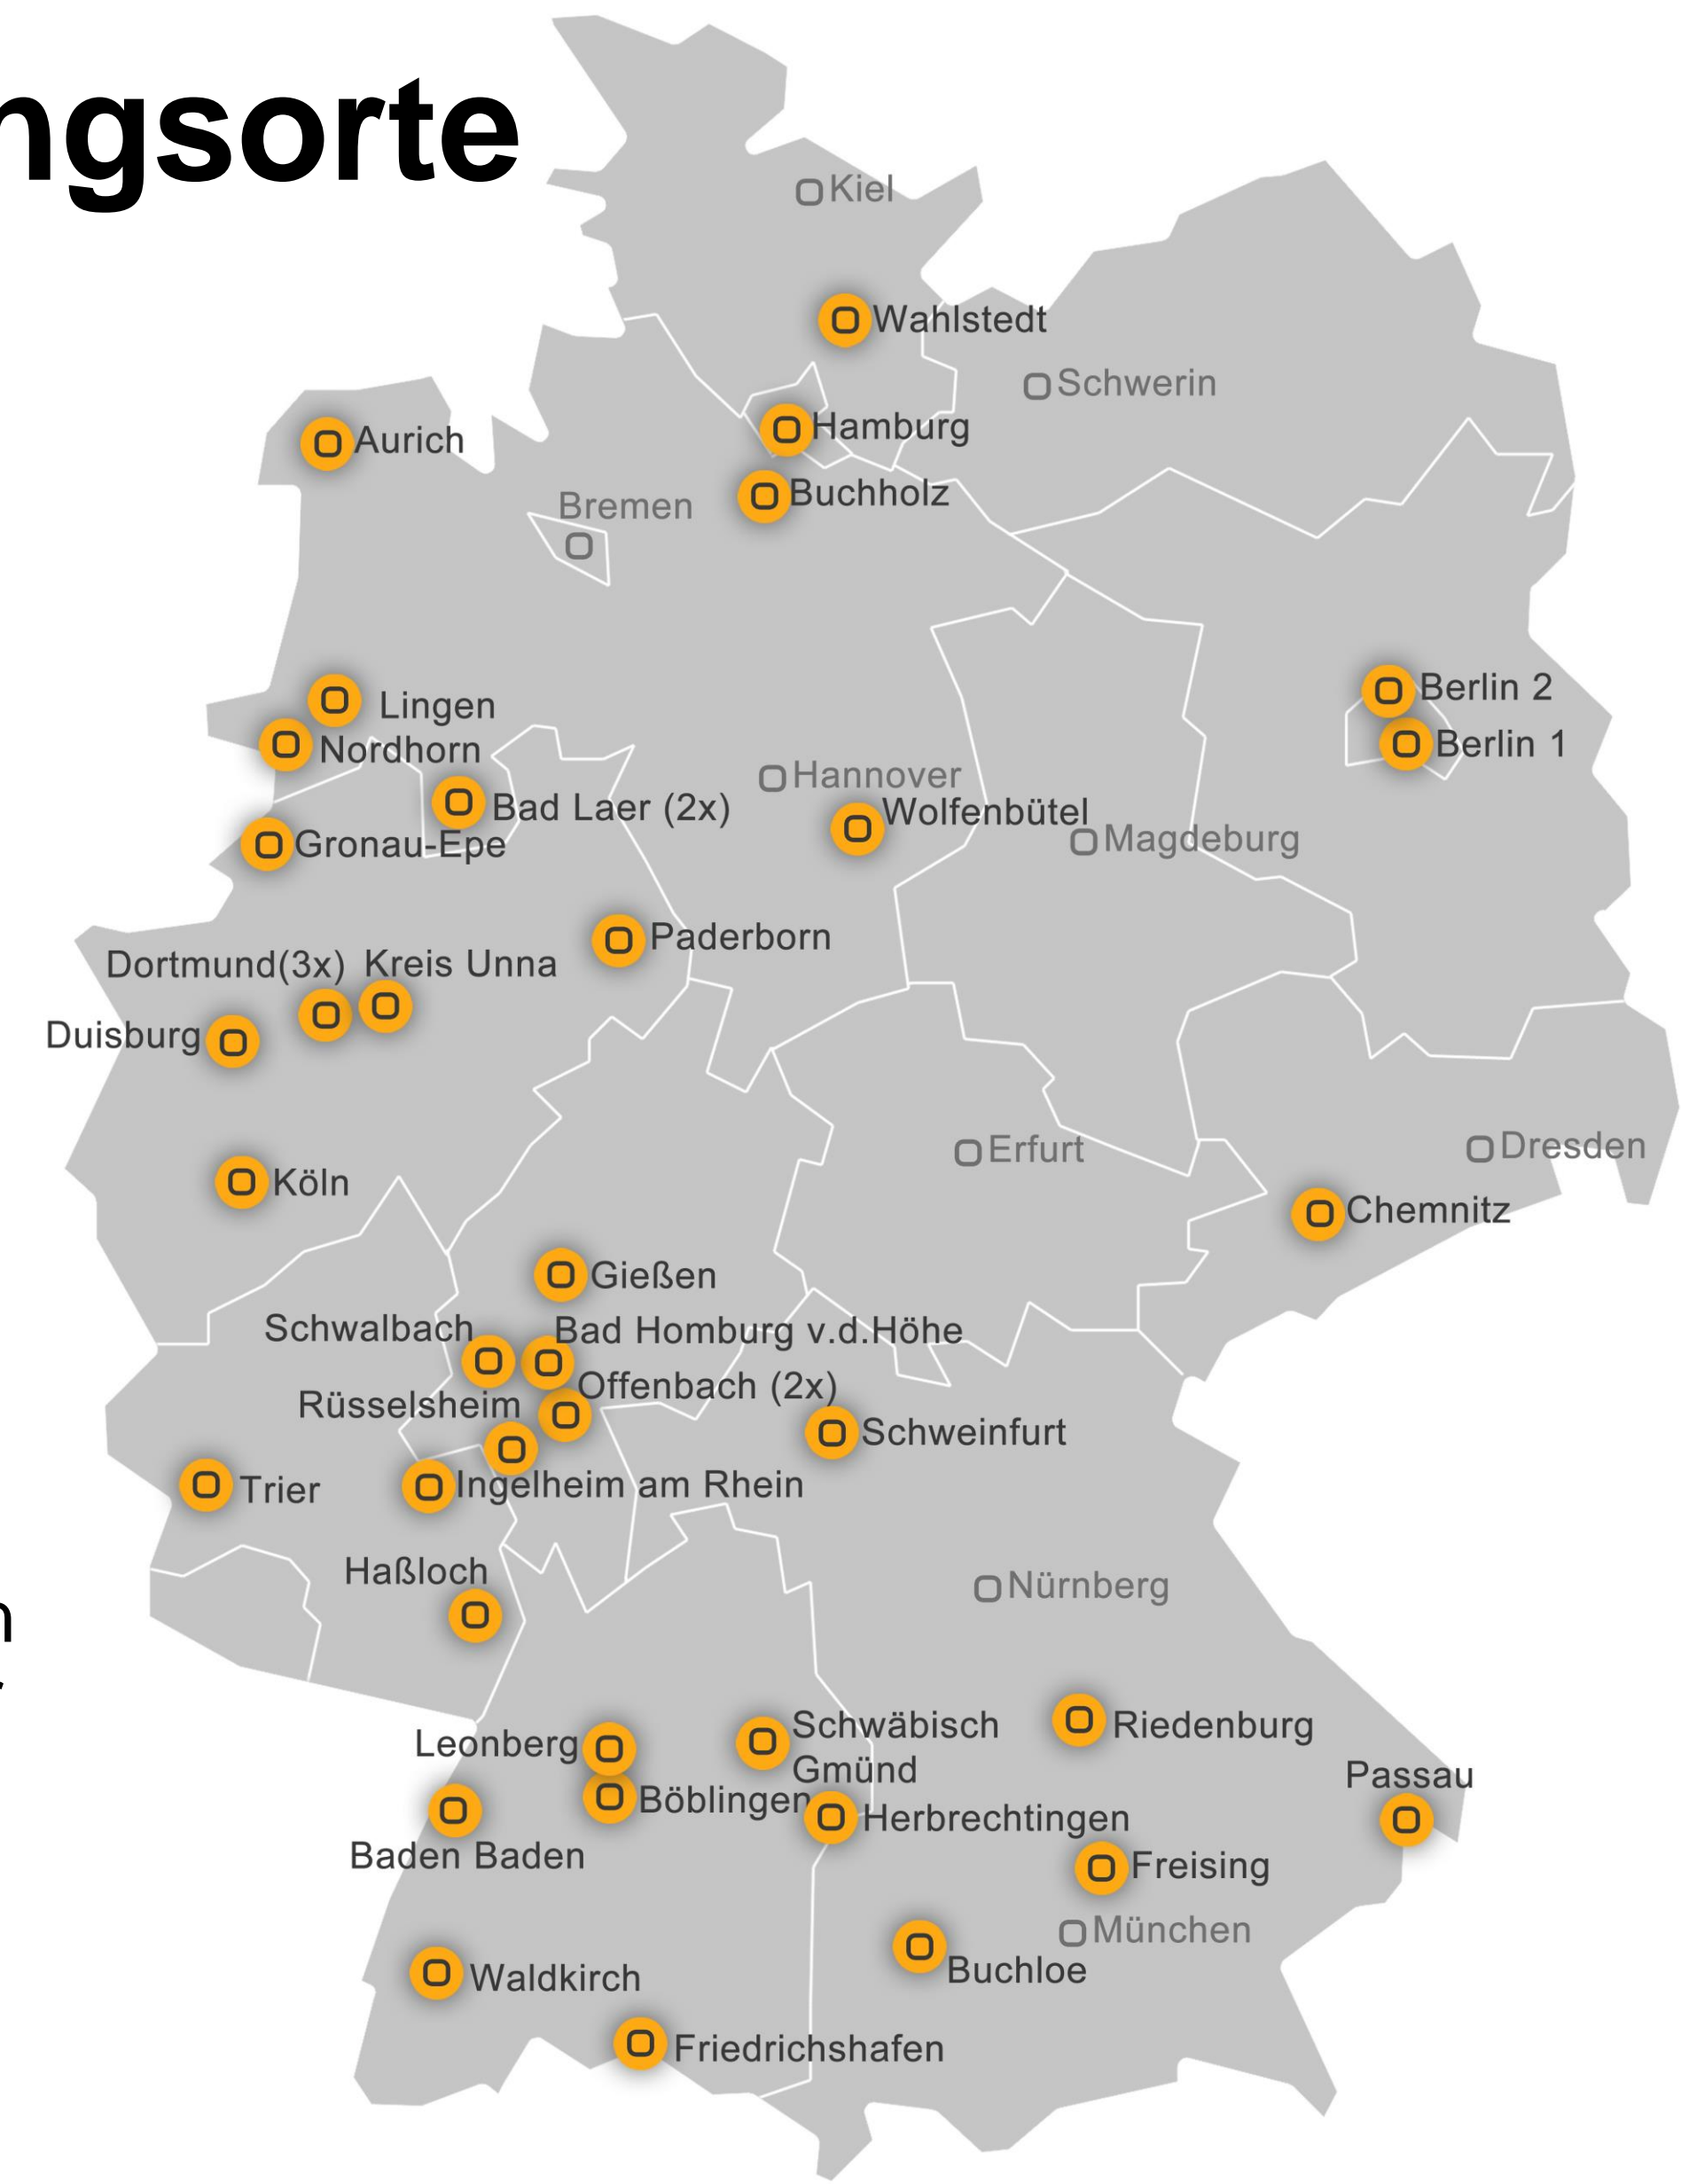 ngsorte
Kiel
Wahlstedt
Schwerin
Hamburg
Aurich
Buchholz
Bremen
Berlin 2
Lingen
Berlin 1
Nordhorn
Hannover
Bad Laer (2x)
Wolfenbütel
Magdeburg
Gronau-Epe
Paderborn
Dortmund(3x)
Kreis Unna
Duisburg
Erfurt
Dresden
Köln
Chemnitz
Gießen
Schwalbach
Bad Homburg v.d.Höhe
Offenbach (2x)
Rüsselsheim
Schweinfurt
Trier
Ingelheim am Rhein
Haßloch
Nürnberg
n
Leonberg
Schwäbisch
Gmünd
Riedenburg
Passau
Böblingen
Herbrechtingen
Baden Baden
Freising
München
Buchloe
Waldkirch
Friedrichshafen